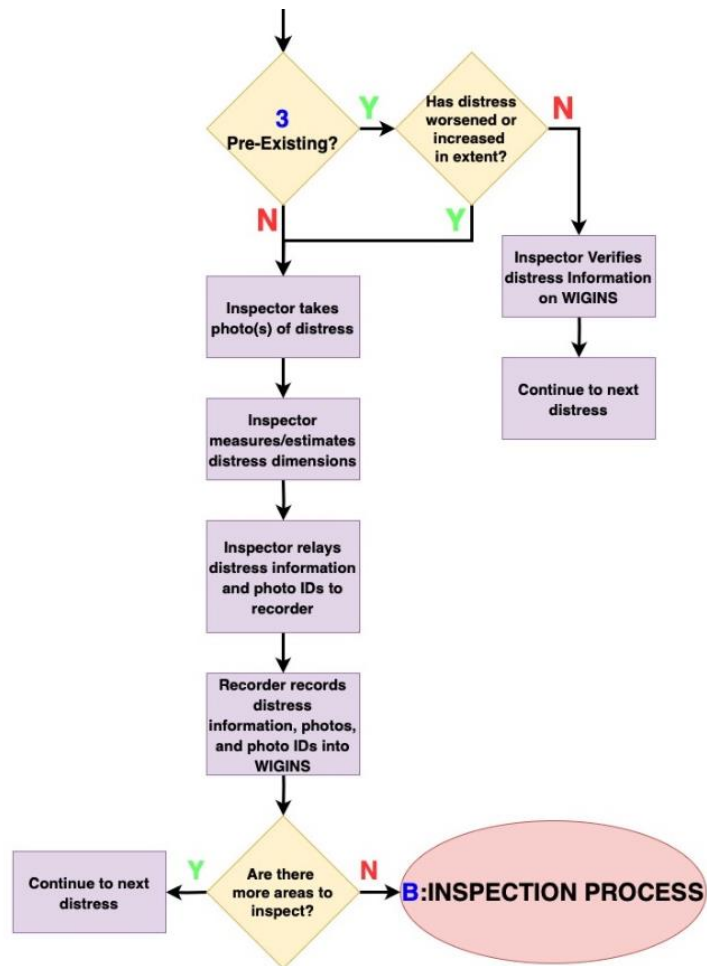 3
Pre-Existing?
Y
Has distress
worsened or
increased
in extent?
N
N
Y
Inspector Verifies
distress Information
on WIGINS
Inspector takes
photo(s) of distress
Continue to next
distress
Inspector
measures/estimates
distress dimensions
Inspector relays
distress information
and photo IDs to
recorder
Recorder records
distress
information, photos,
and photo IDs into
WIGINS
Continue to next
distress
Y
Are there
more areas to
inspect?
N
B:INSPECTION PROCESS